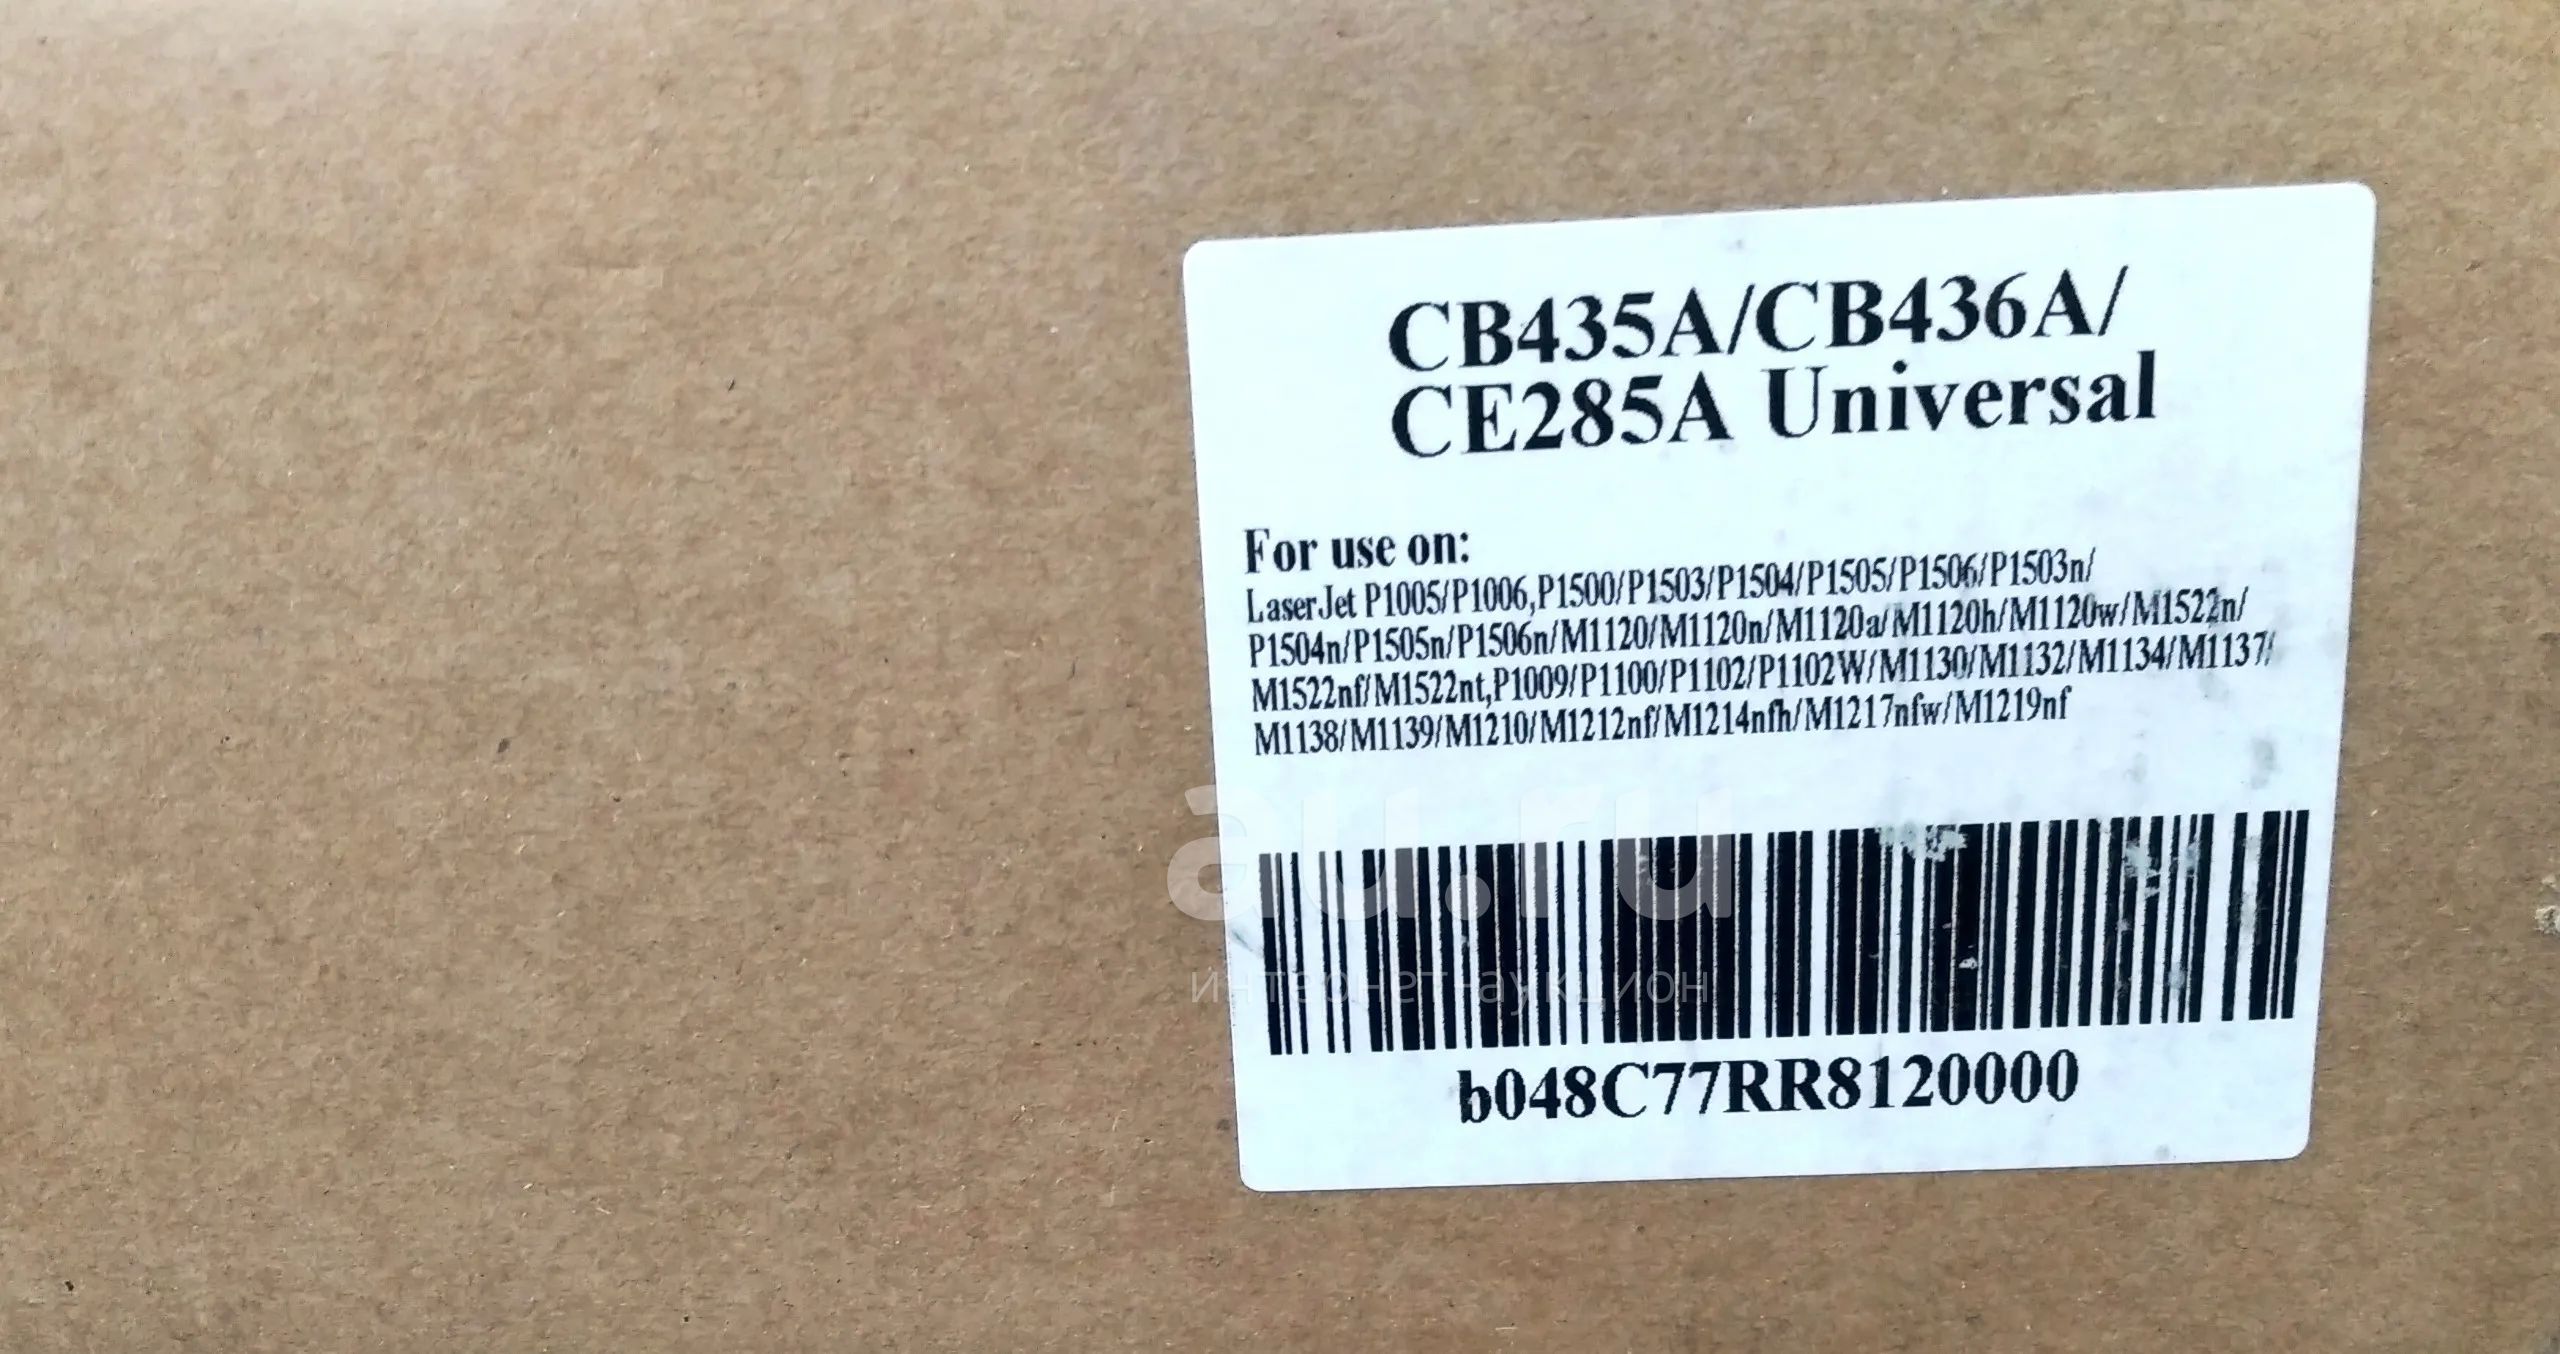 CB435A/CB436A/
CE285A Universal
For use on:
LaserJet P1005/P1006,P1500/P1503/P1504/P1505/P1506/P1503n/
P1504n/P1505n/P1506n/M1120/M1120n/M1120a/M1120h/M1120w/M1522n/
M1522nf/M1522nt,P1009/P1100/P1102/P1102W/M1130/M1132/M1134/M1137/
M1138/M1139/M1210/M1212nf/M1214nfh/M1217nfw/M1219nf
au.ru
интернет-аукцион
b048C77RR8120000